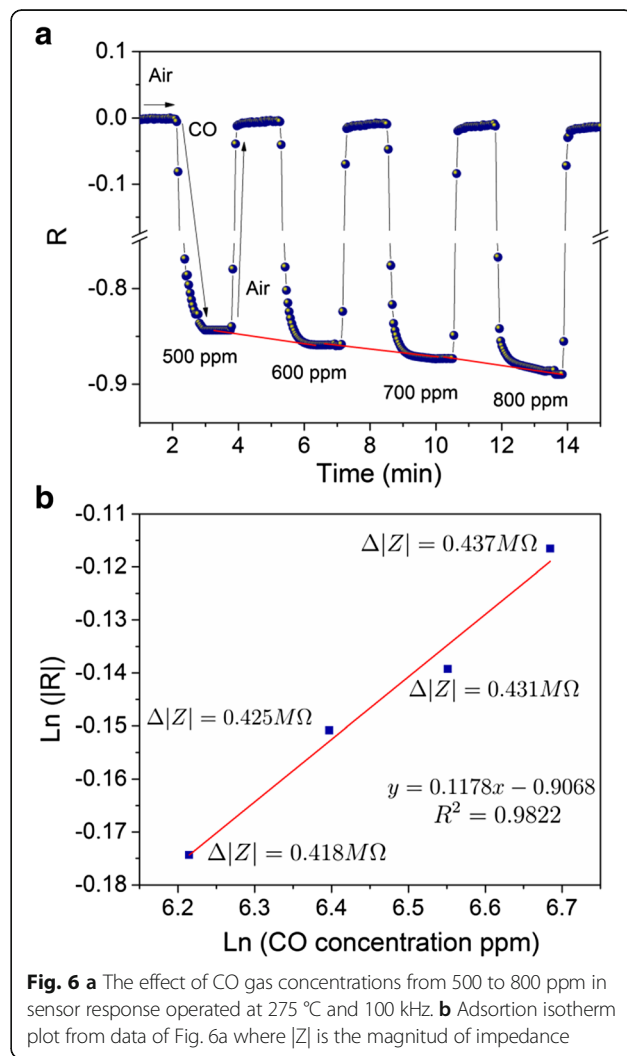 a
Air
CO
0.0
-0.1
R
-0.8
Air
500 ppm
600 ppm
700 ppm
800 ppm
-0.9
2 4 6 8 10 12 14
Time (min)
b
-0.11
Δ|Z| = 0.437MΩ
-0.12
-0.13
Ln (|R|)
-0.14
Δ|Z| = 0.431MΩ
Δ|Z| = 0.425MΩ
-0.15
-0.16
y = 0.1178x − 0.9068
R² = 0.9822
-0.17
Δ|Z| = 0.418MΩ
-0.18
6.2 6.3 6.4 6.5 6.6 6.7
Ln (CO concentration ppm)
Fig. 6 a The effect of CO gas concentrations from 500 to 800 ppm in
sensor response operated at 275 °C and 100 kHz. b Adsortion isotherm
plot from data of Fig. 6a where |Z| is the magnitud of impedance